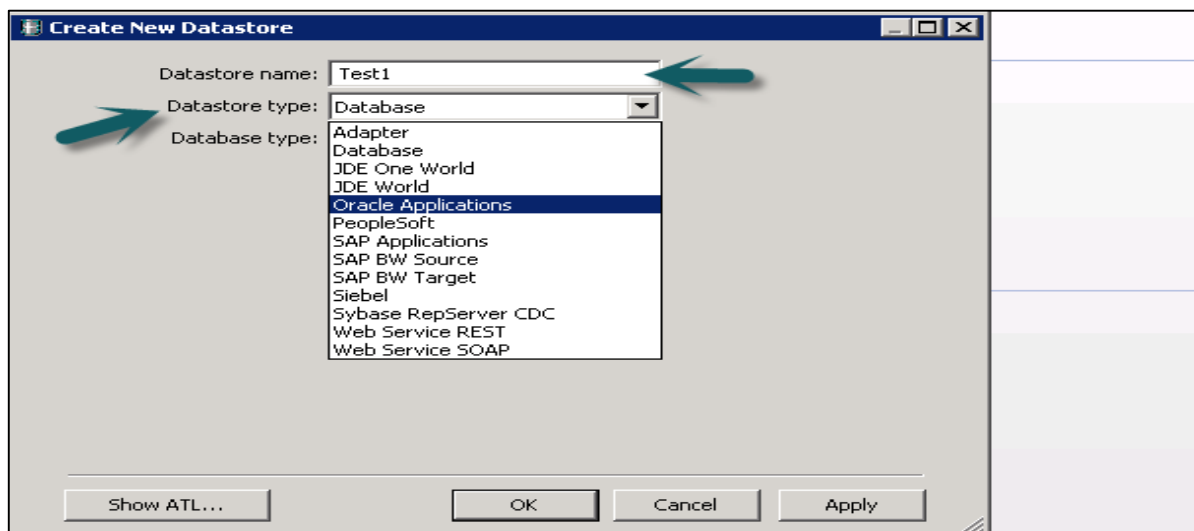 Create New Datastore
Datastore name: Test1
Datastore type: Database
Database type:
Adapter
Database
JDE One World
JDE World
Oracle Applications
PeopleSoft
SAP Applications
SAP BW Source
SAP BW Target
Siebel
Sybase RepServer CDC
Web Service REST
Web Service SOAP
Show ATL... OK Cancel Apply